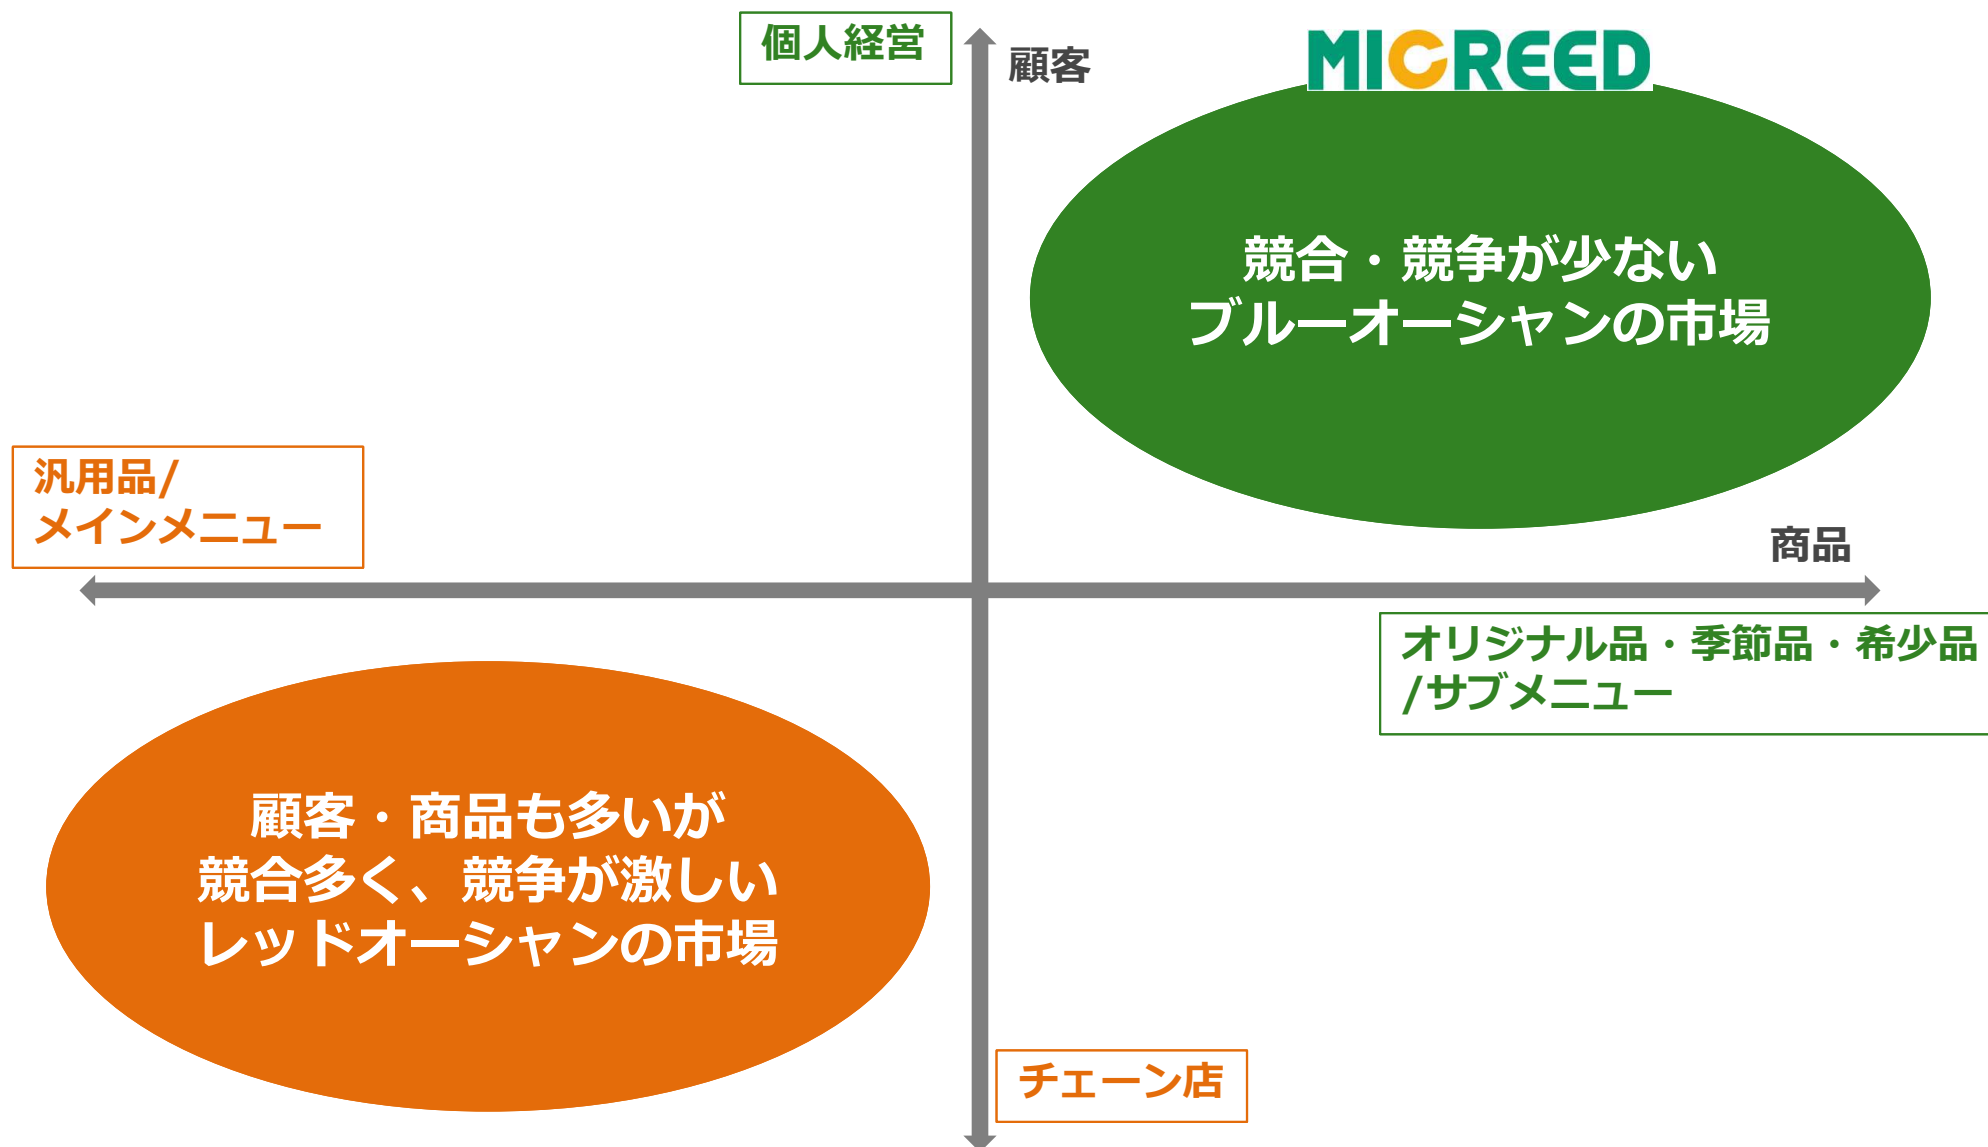 個人経営
顧客
MICREED
競合・競争が少ない
ブルーオーシャンの市場
汎用品/
メインメニュー
商品
オリジナル品・季節品・希少品
/サブメニュー
顧客・商品も多いが
競合多く、競争が激しい
レッドオーシャンの市場
チェーン店